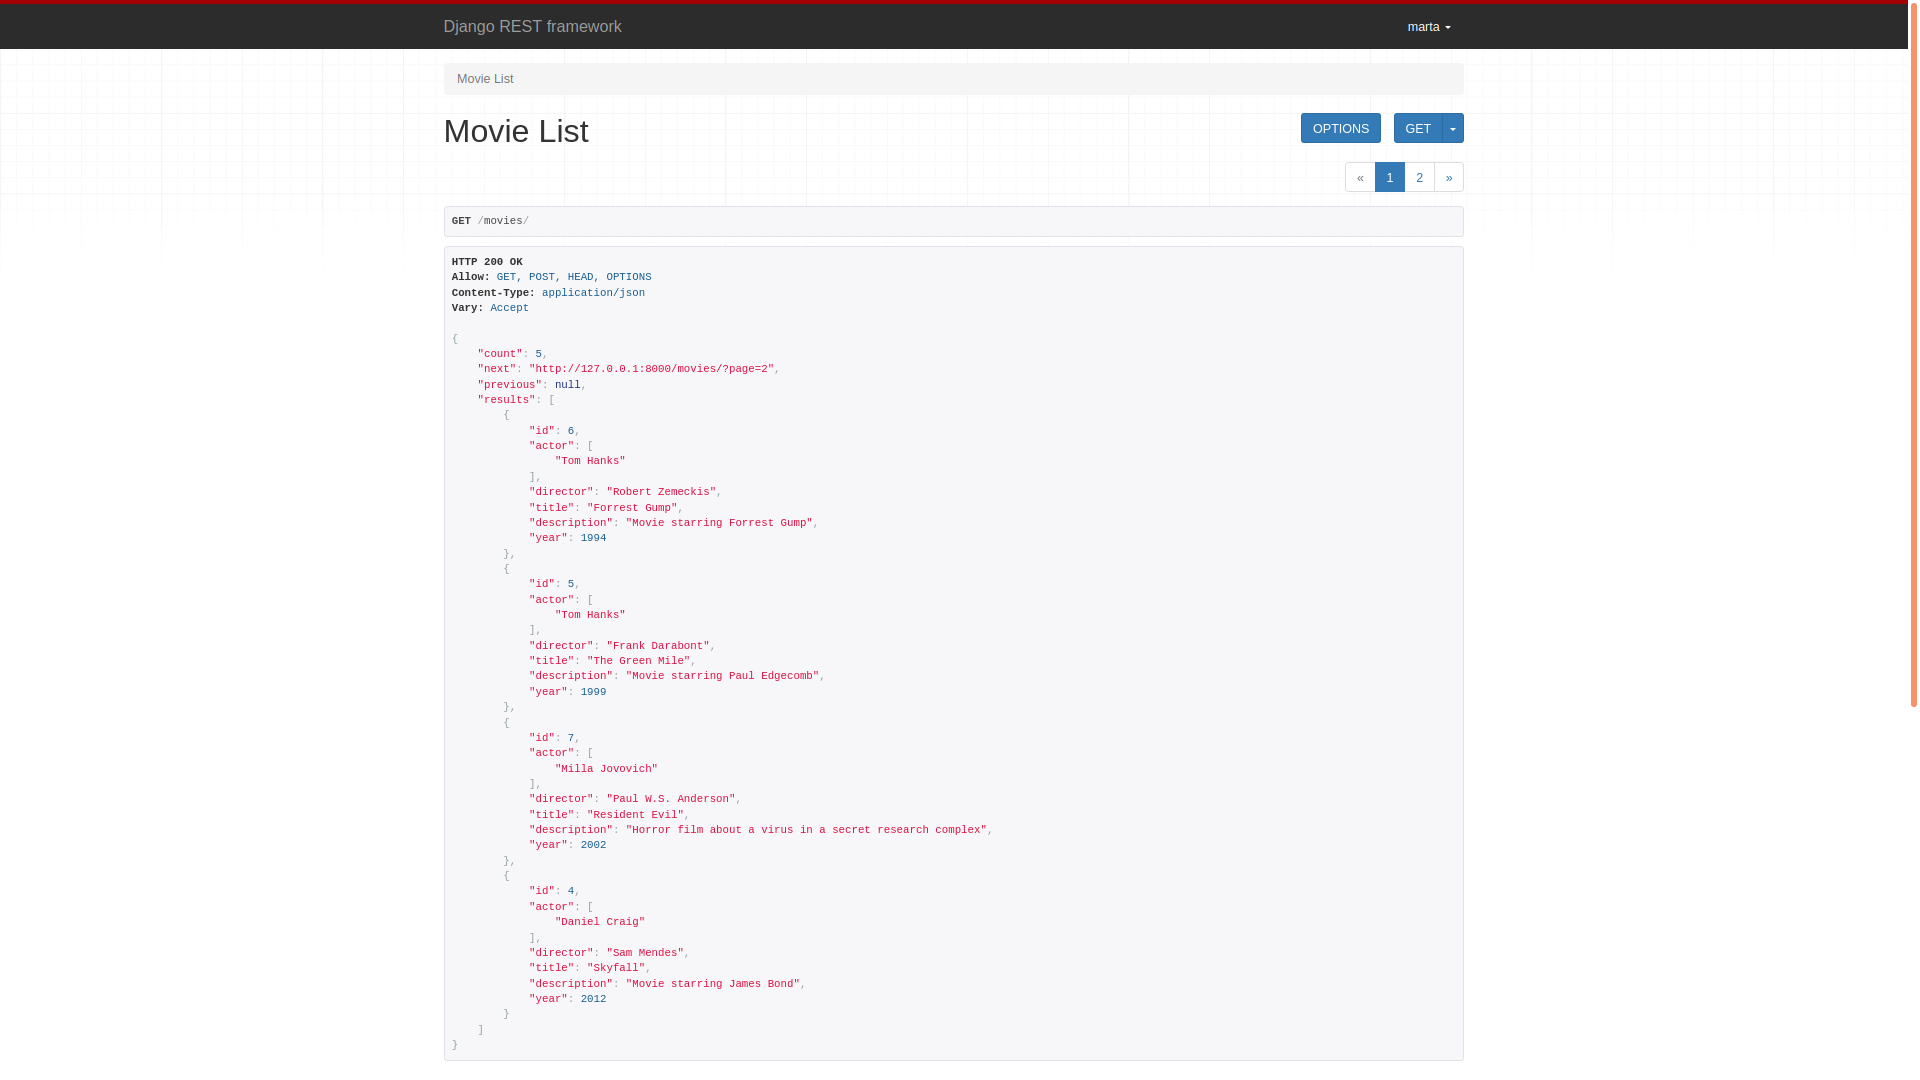 Django REST framework
marta
Movie List
Movie List
OPTIONS
GET
« 1 2 »
GET /movies/
HTTP 200 OK
Allow: GET, POST, HEAD, OPTIONS
Content-Type: application/json
Vary: Accept
{
    "count": 5,
    "next": "http://127.0.0.1:8000/movies/?page=2",
    "previous": null,
    "results": [
        {
            "id": 6,
            "actor": [
                "Tom Hanks"
            ],
            "director": "Robert Zemeckis",
            "title": "Forrest Gump",
            "description": "Movie starring Forrest Gump",
            "year": 1994
        },
        {
            "id": 5,
            "actor": [
                "Tom Hanks"
            ],
            "director": "Frank Darabont",
            "title": "The Green Mile",
            "description": "Movie starring Paul Edgecomb",
            "year": 1999
        },
        {
            "id": 7,
            "actor": [
                "Milla Jovovich"
            ],
            "director": "Paul W.S. Anderson",
            "title": "Resident Evil",
            "description": "Horror film about a virus in a secret research complex",
            "year": 2002
        },
        {
            "id": 4,
            "actor": [
                "Daniel Craig"
            ],
            "director": "Sam Mendes",
            "title": "Skyfall",
            "description": "Movie starring James Bond",
            "year": 2012
        }
    ]
}